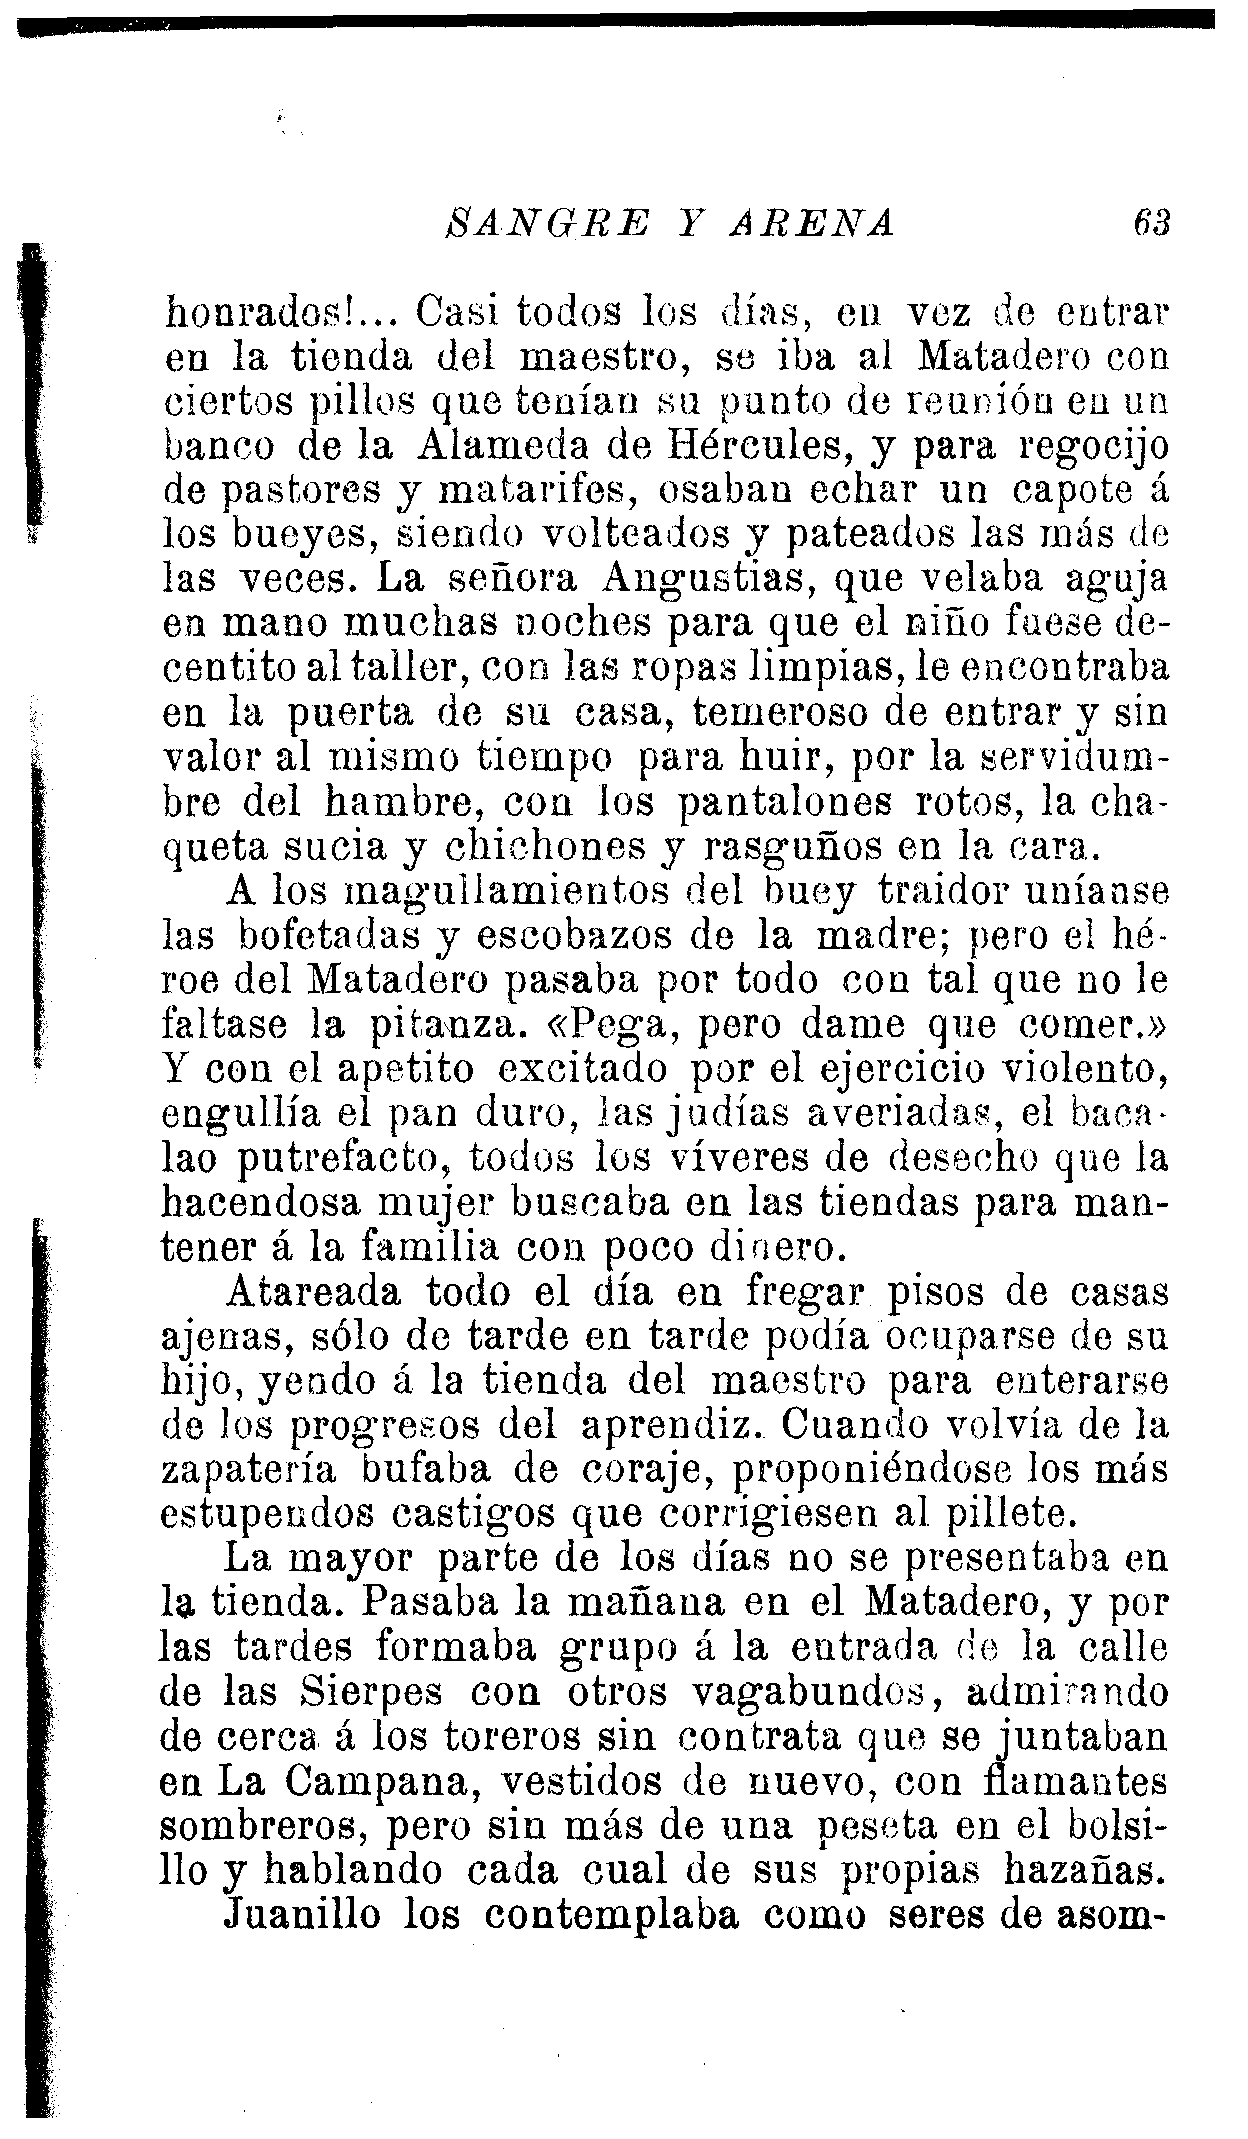 SANGRE Y ARENA 63
honrados!... Casi todos los días, en vez de entrar
en la tienda del maestro, se iba al Matadero con
ciertos pillos que tenían su punto de reunión en un
banco de la Alameda de Hércules, y para regocijo
de pastores y matarifes, osaban echar un capote á
los bueyes, siendo volteados y pateados las más de
las veces. La señora Angustias, que velaba aguja
en mano muchas noches para que el niño fuese de-
centito al taller, con las ropas limpias, le encontraba
en la puerta de su casa, temeroso de entrar y sin
valor al mismo tiempo para huir, por la servidum-
bre del hambre, con los pantalones rotos, la cha-
queta sucia y chichones y rasguños en la cara.
A los magullamientos del buey traidor uníanse
las bofetadas y escobazos de la madre; pero el hé-
roe del Matadero pasaba por todo con tal que no le
faltase la pitanza. «Pega, pero dame que comer.»
Y con el apetito excitado por el ejercicio violento,
engullía el pan duro, las judías averiadas, el baca-
lao putrefacto, todos los víveres de desecho que la
hacendosa mujer buscaba en las tiendas para man-
tener á la familia con poco dinero.
Atareada todo el día en fregar pisos de casas
ajenas, sólo de tarde en tarde podía ocuparse de su
hijo, yendo á la tienda del maestro para enterarse
de los progresos del aprendiz. Cuando volvía de la
zapatería bufaba de coraje, proponiéndose los más
estupendos castigos que corrigiesen al pillete.
La mayor parte de los días no se presentaba en
la tienda. Pasaba la mañana en el Matadero, y por
las tardes formaba grupo á la entrada de la calle
de las Sierpes con otros vagabundos, admirando
de cerca á los toreros sin contrata que se juntaban
en La Campana, vestidos de nuevo, con flamantes
sombreros, pero sin más de una peseta en el bolsi-
llo y hablando cada cual de sus propias hazañas.
Juanillo los contemplaba como seres de asom-